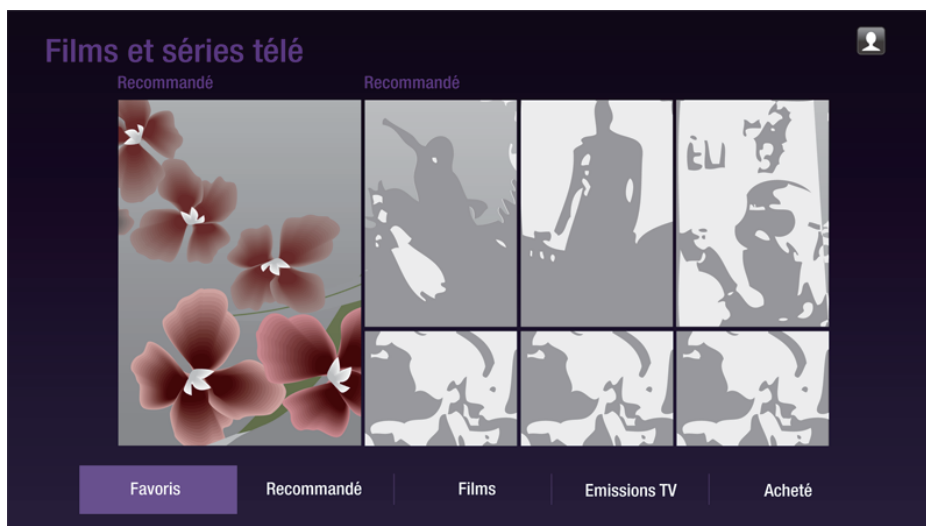 Films et séries télé
Recommandé Recommandé
Favoris Recommandé Films Emissions TV Acheté